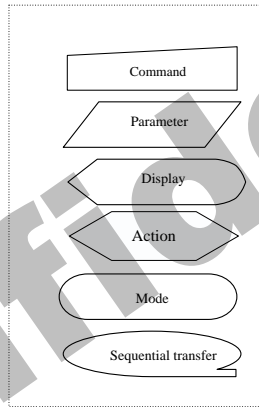 Command
Parameter
Display
Action
Mode
Sequential transfer